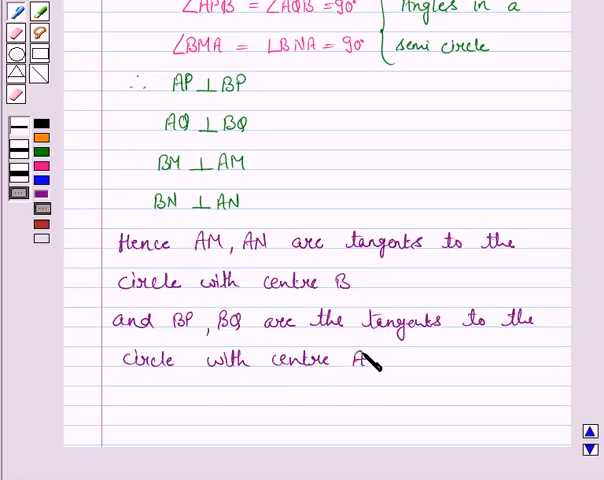 ∠APB = ∠AQB = 90° Angles in a
∠BMA = ∠BNA = 90° semi circle
∴ AP ⊥ BP
AQ ⊥ BQ
BM ⊥ AM
BN ⊥ AN
Hence AM, AN are tangents to the
circle with centre B
and BP, BQ are the tangents to the
circle with centre A